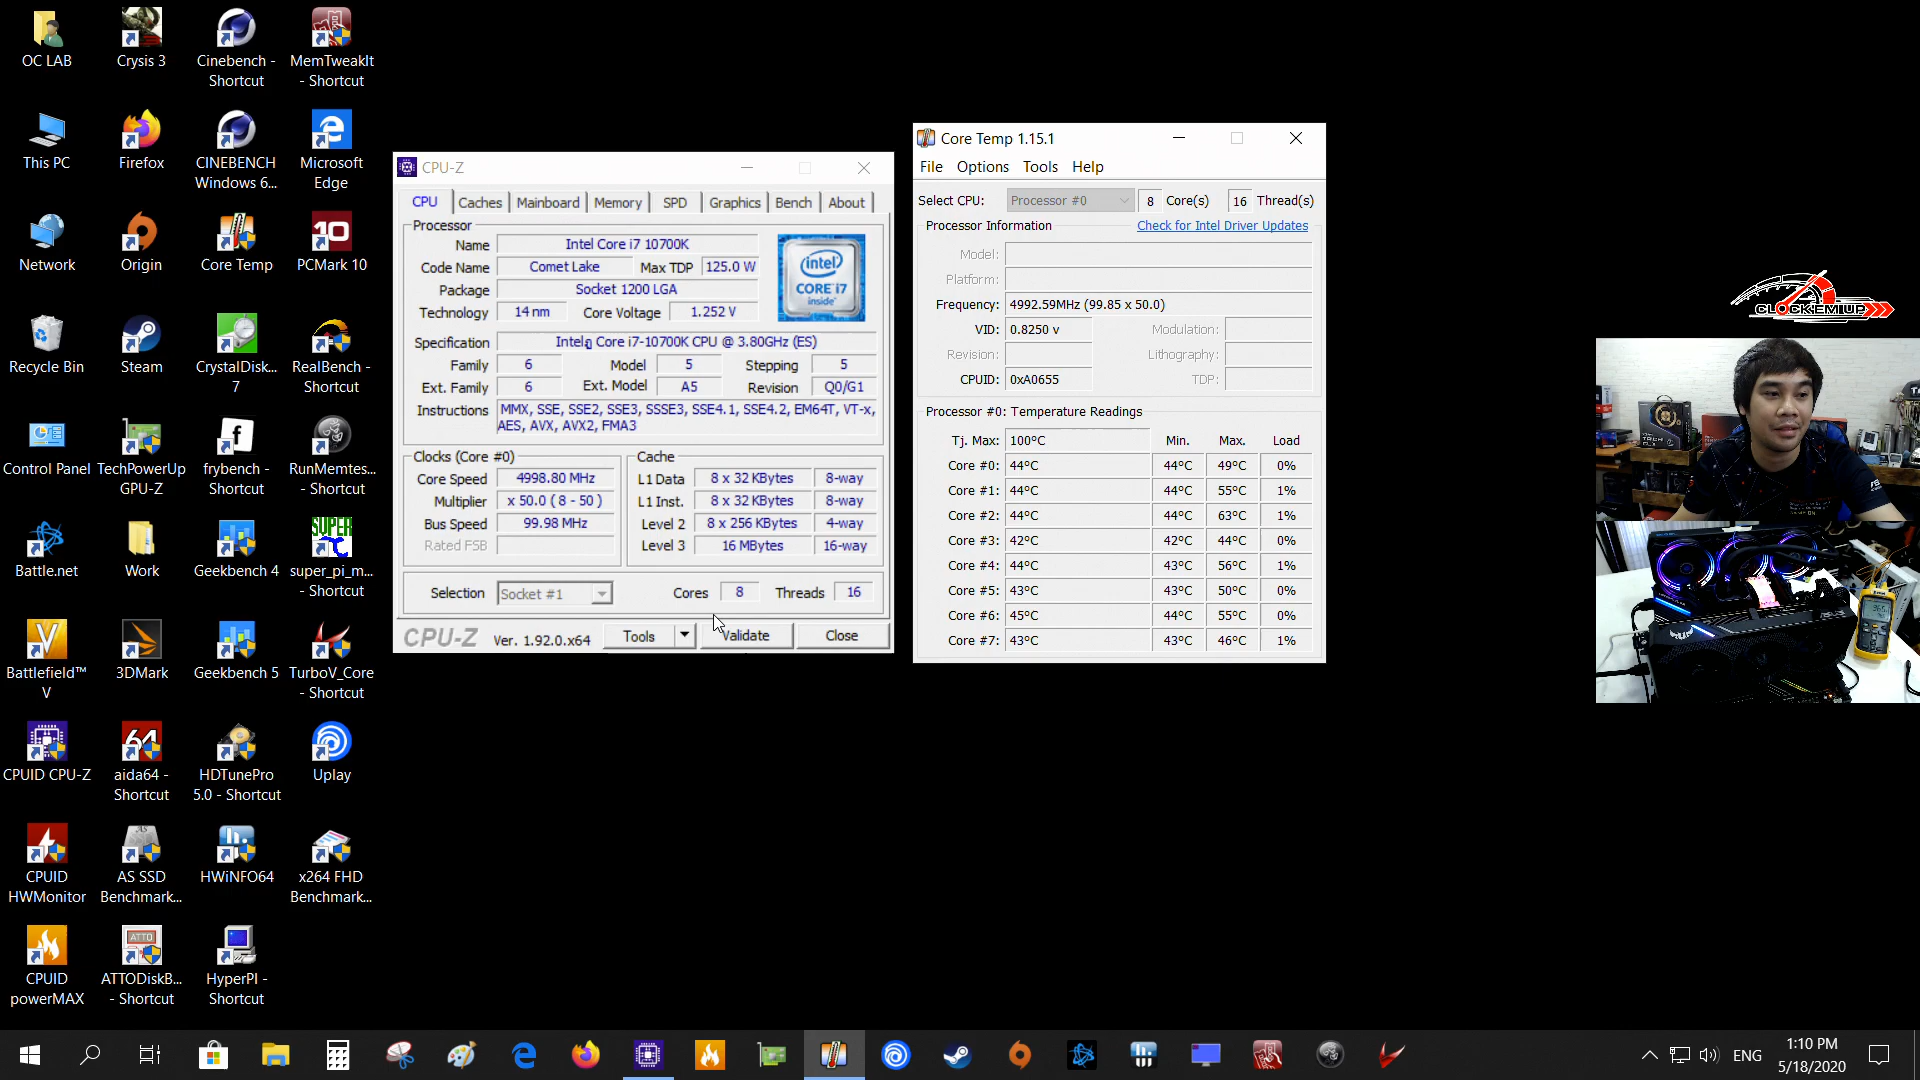 OC LAB
Crysis 3
Cinebench -
Shortcut
MemTweakIt
- Shortcut
This PC
Firefox
CINEBENCH
Windows 6...
Microsoft
Edge
Network
Origin
Core Temp
PCMark 10
Recycle Bin
Steam
CrystalDisk...
7
RealBench -
Shortcut
Control Panel
TechPowerUp
GPU-Z
frybench -
Shortcut
RunMemtes...
- Shortcut
Battle.net
Work
Geekbench 4
super_pi_m...
- Shortcut
Battlefield™
V
3DMark
Geekbench 5
TurboV_Core
- Shortcut
CPUID CPU-Z
aida64 -
Shortcut
HDTunePro
5.0 - Shortcut
Uplay
CPUID
HWMonitor
AS SSD
Benchmark...
HWiNFO64
x264 FHD
Benchmark...
CPUID
powerMAX
ATTODiskB...
- Shortcut
HyperPI -
Shortcut
CPU-Z
CPU Caches Mainboard Memory SPD Graphics Bench About
Processor
Name Intel Core i7 10700K
Code Name Comet Lake Max TDP 125.0 W
Package Socket 1200 LGA
Technology 14 nm Core Voltage 1.252 V
intel CORE i7 inside
Specification Intel® Core i7-10700K CPU @ 3.80GHz (ES)
Family 6 Model 5 Stepping 5
Ext. Family 6 Ext. Model A5 Revision Q0/G1
Instructions MMX, SSE, SSE2, SSE3, SSSE3, SSE4.1, SSE4.2, EM64T, VT-x,
AES, AVX, AVX2, FMA3
Clocks (Core #0)
Core Speed 4998.80 MHz
Multiplier x 50.0 ( 8 - 50 )
Bus Speed 99.98 MHz
Rated FSB
Cache
L1 Data 8 x 32 KBytes 8-way
L1 Inst. 8 x 32 KBytes 8-way
Level 2 8 x 256 KBytes 4-way
Level 3 16 MBytes 16-way
Selection Socket #1 Cores 8 Threads 16
CPU-Z Ver. 1.92.0.x64 Tools Validate Close
Core Temp 1.15.1
File Options Tools Help
Select CPU: Processor #0 8 Core(s) 16 Thread(s)
Processor Information Check for Intel Driver Updates
Model:
Platform:
Frequency: 4992.59MHz (99.85 x 50.0)
VID: 0.8250 v Modulation:
Revision: Lithography:
CPUID: 0xA0655 TDP:
Processor #0: Temperature Readings
Tj. Max: 100°C Min. Max. Load
Core #0: 44°C 44°C 49°C 0%
Core #1: 44°C 44°C 55°C 1%
Core #2: 44°C 44°C 63°C 1%
Core #3: 42°C 42°C 44°C 0%
Core #4: 44°C 43°C 56°C 1%
Core #5: 43°C 43°C 50°C 0%
Core #6: 45°C 44°C 55°C 0%
Core #7: 43°C 43°C 46°C 1%
CLOCK'EM UP
ENG
1:10 PM
5/18/2020